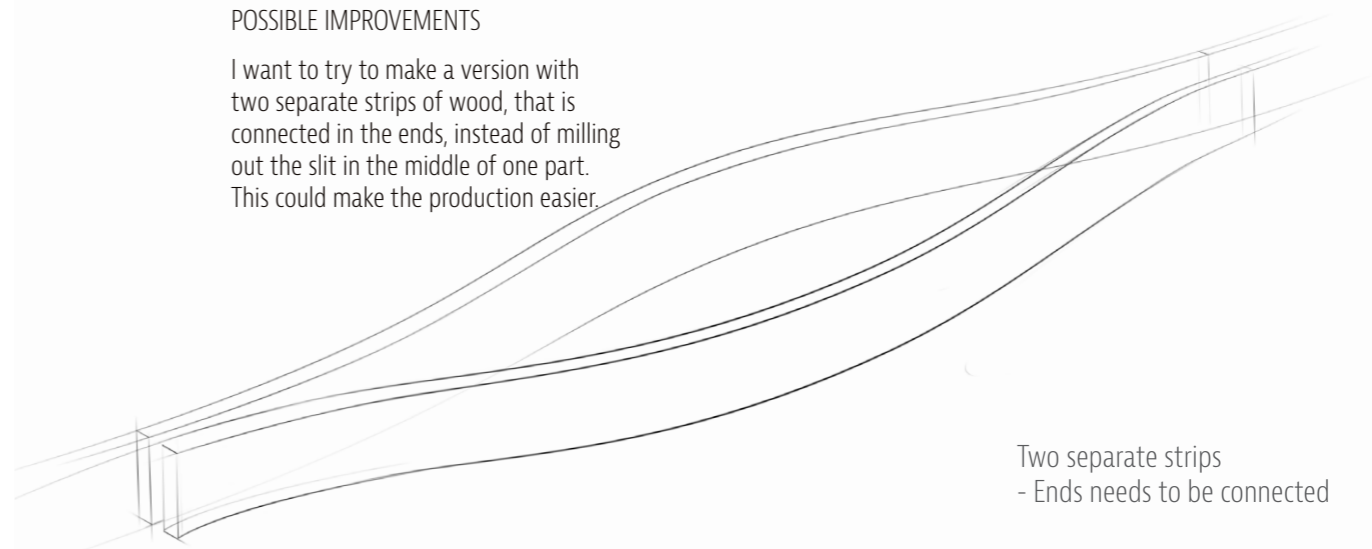 POSSIBLE IMPROVEMENTS
I want to try to make a version with
two separate strips of wood, that is
connected in the ends, instead of milling
out the slit in the middle of one part.
This could make the production easier.
Two separate strips
- Ends needs to be connected